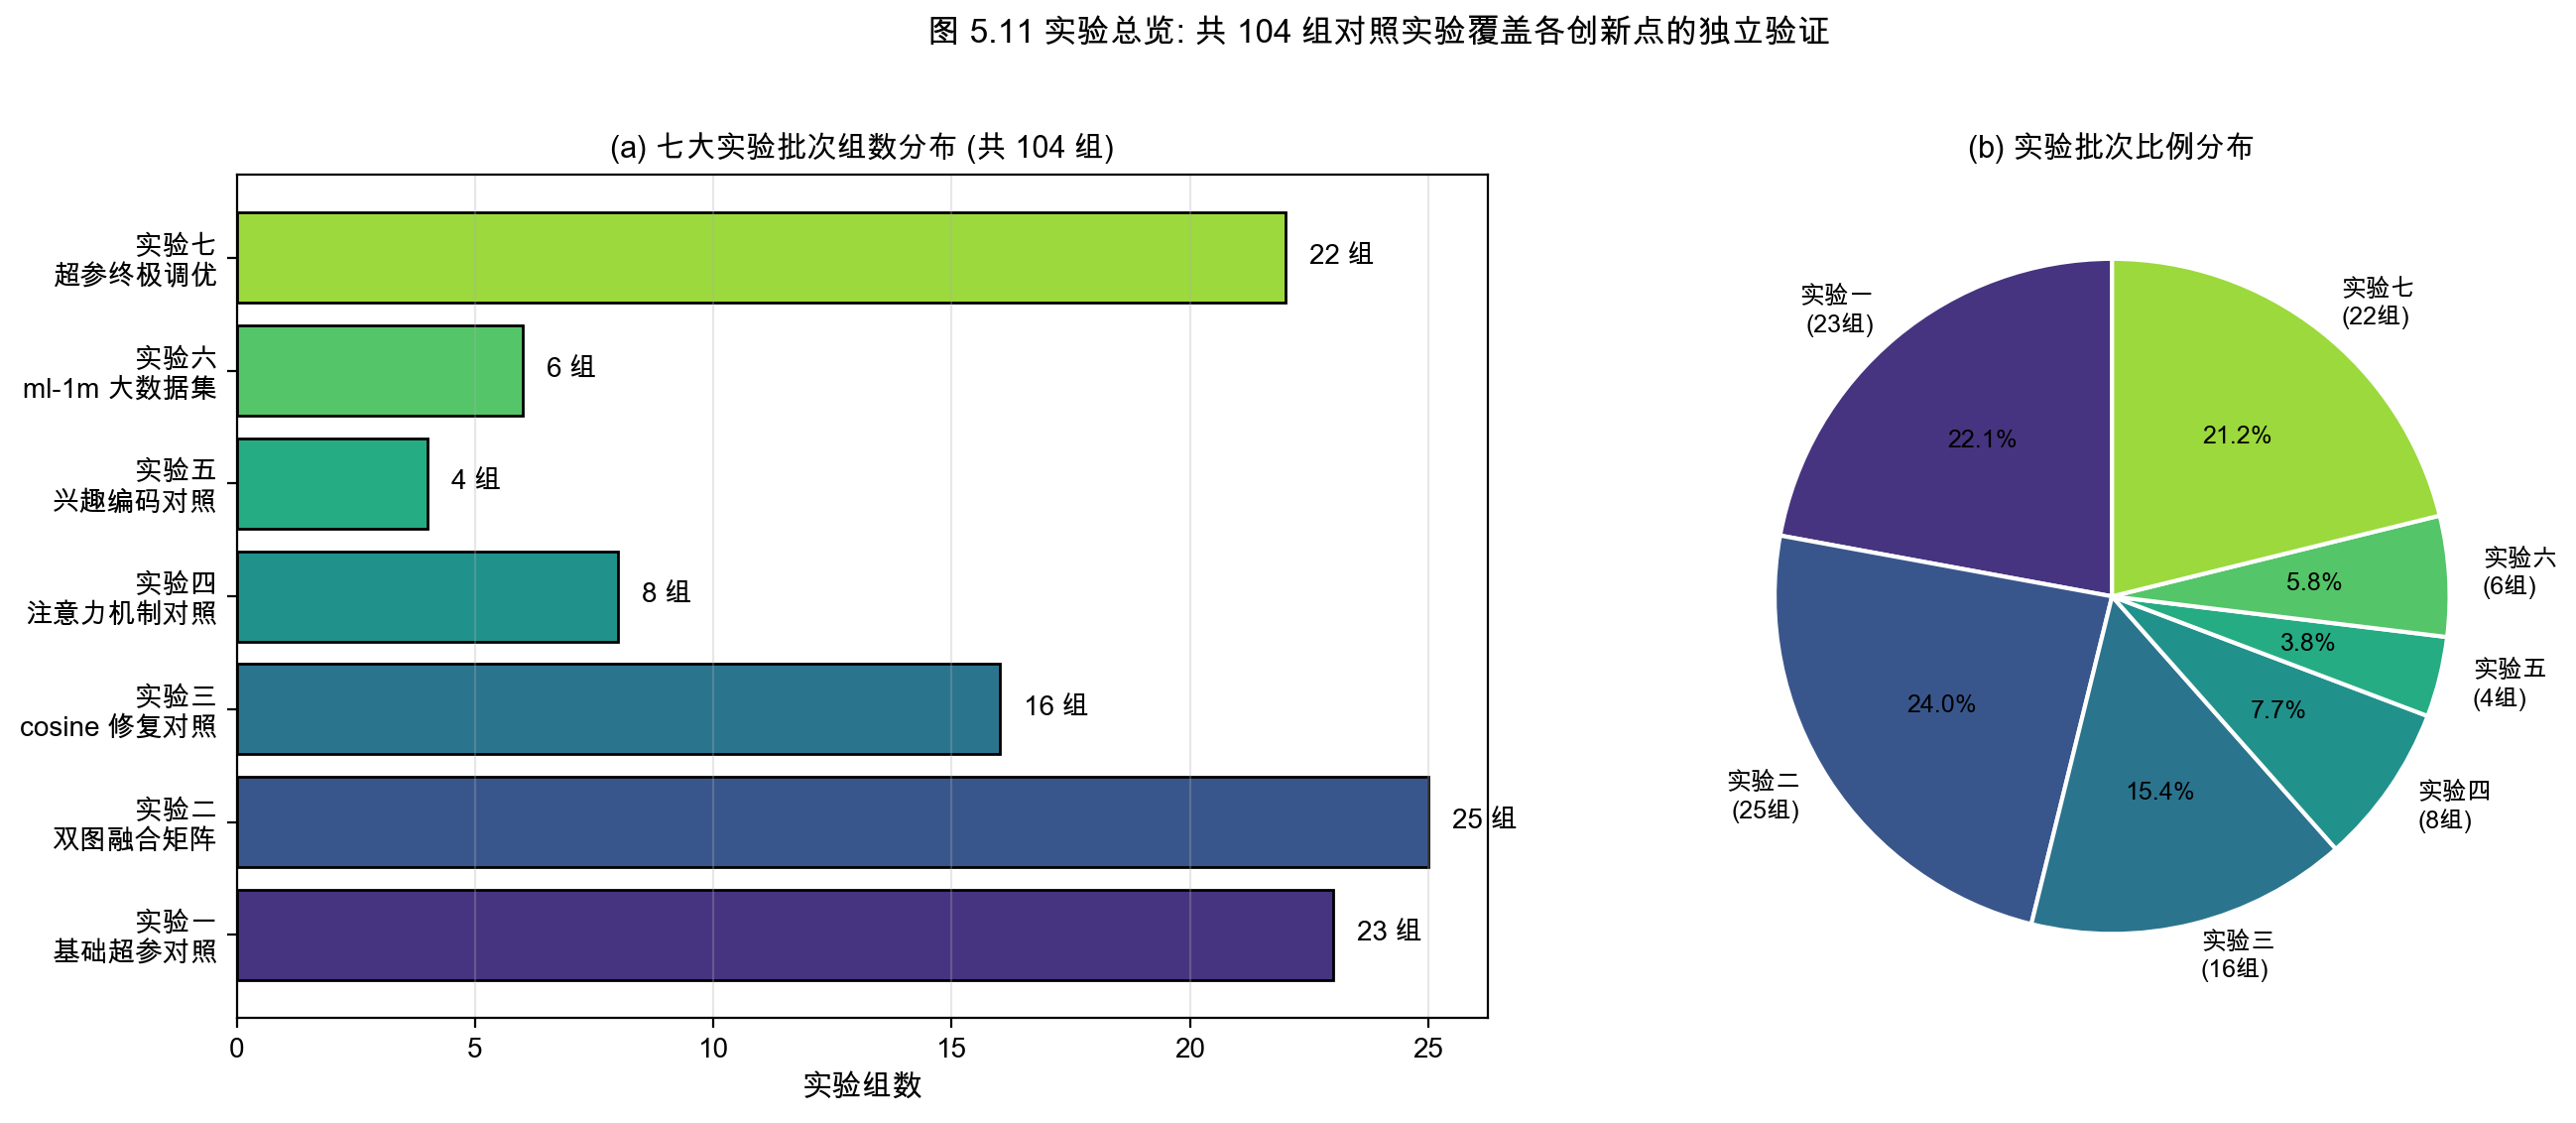 图 5.11 实验总览: 共 104 组对照实验覆盖各创新点的独立验证
(a) 七大实验批次组数分布 (共 104 组)
实验七
超参终极调优
22 组
实验六
ml-1m 大数据集
6 组
实验五
兴趣编码对照
4 组
实验四
注意力机制对照
8 组
实验三
cosine 修复对照
16 组
实验二
双图融合矩阵
25 组
实验一
基础超参对照
23 组
0 5 10 15 20 25
实验组数
(b) 实验批次比例分布
实验一
(23组)
22.1%
实验二
(25组)
24.0%
实验三
(16组)
15.4%
实验四
(8组)
7.7%
实验五
(4组)
3.8%
实验六
(6组)
5.8%
实验七
(22组)
21.2%